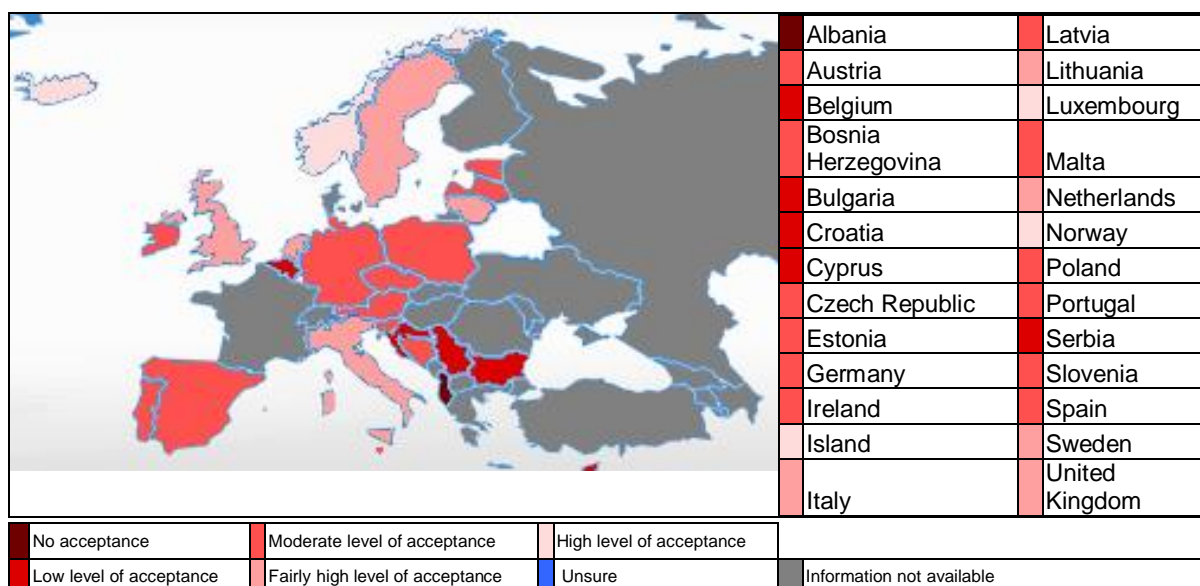 Albania Latvia
Austria Lithuania
Belgium Luxembourg
Bosnia
Herzegovina Malta
Bulgaria Netherlands
Croatia Norway
Cyprus Poland
Czech Republic Portugal
Estonia Serbia
Germany Slovenia
Ireland Spain
Island Sweden
Italy United
Kingdom
No acceptance Moderate level of acceptance High level of acceptance
Low level of acceptance Fairly high level of acceptance Unsure Information not available